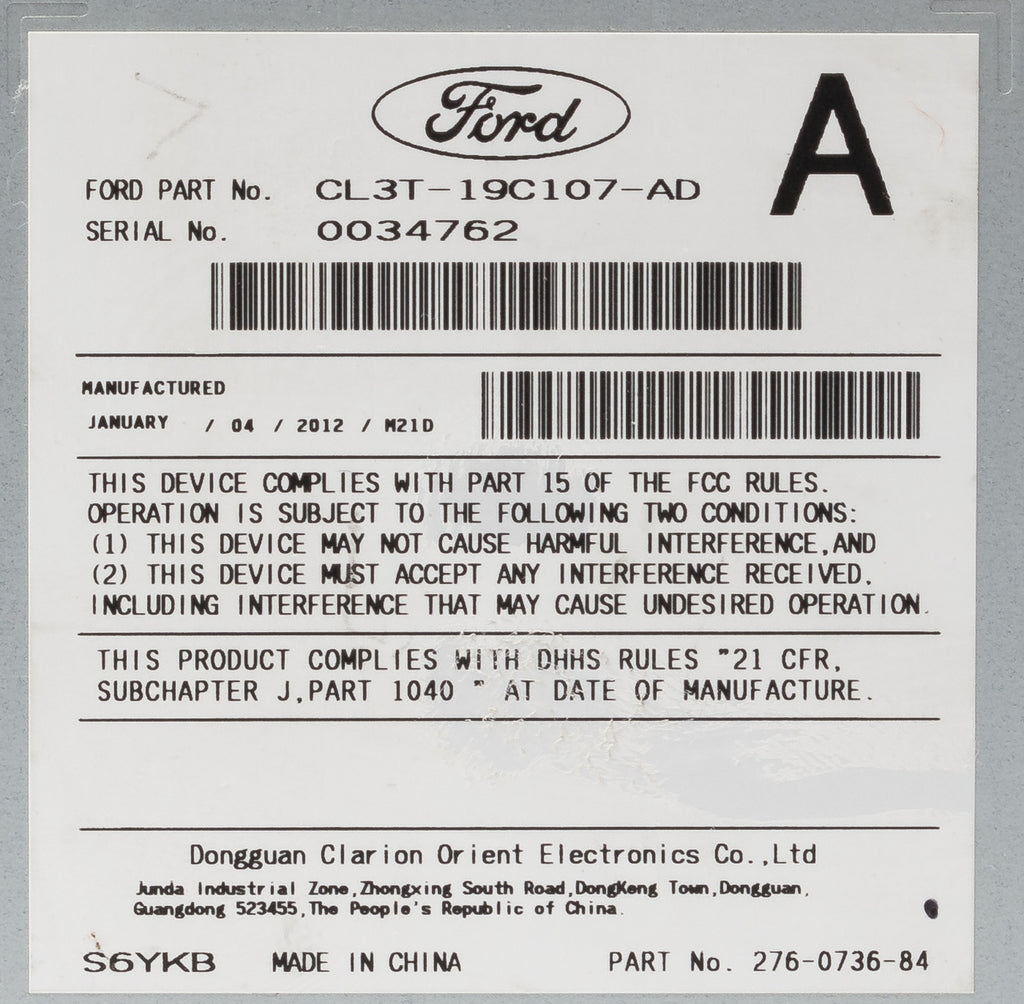 Ford
A
FORD PART No. CL3T-19C107-AD
SERIAL No. 0034762
MANUFACTURED
JANUARY / 04 / 2012 / M21D
THIS DEVICE COMPLIES WITH PART 15 OF THE FCC RULES.
OPERATION IS SUBJECT TO THE FOLLOWING TWO CONDITIONS:
(1) THIS DEVICE MAY NOT CAUSE HARMFUL INTERFERENCE,AND
(2) THIS DEVICE MUST ACCEPT ANY INTERFERENCE RECEIVED,
INCLUDING INTERFERENCE THAT MAY CAUSE UNDESIRED OPERATION.
THIS PRODUCT COMPLIES WITH DHHS RULES "21 CFR,
SUBCHAPTER J,PART 1040 " AT DATE OF MANUFACTURE.
Dongguan Clarion Orient Electronics Co.,Ltd
Junda Industrial Zone,Zhongxing South Road,DongKeng Town,Dongguan,
Guangdong 523455,The People's Republic of China.
S6YKB MADE IN CHINA PART No. 276-0736-84